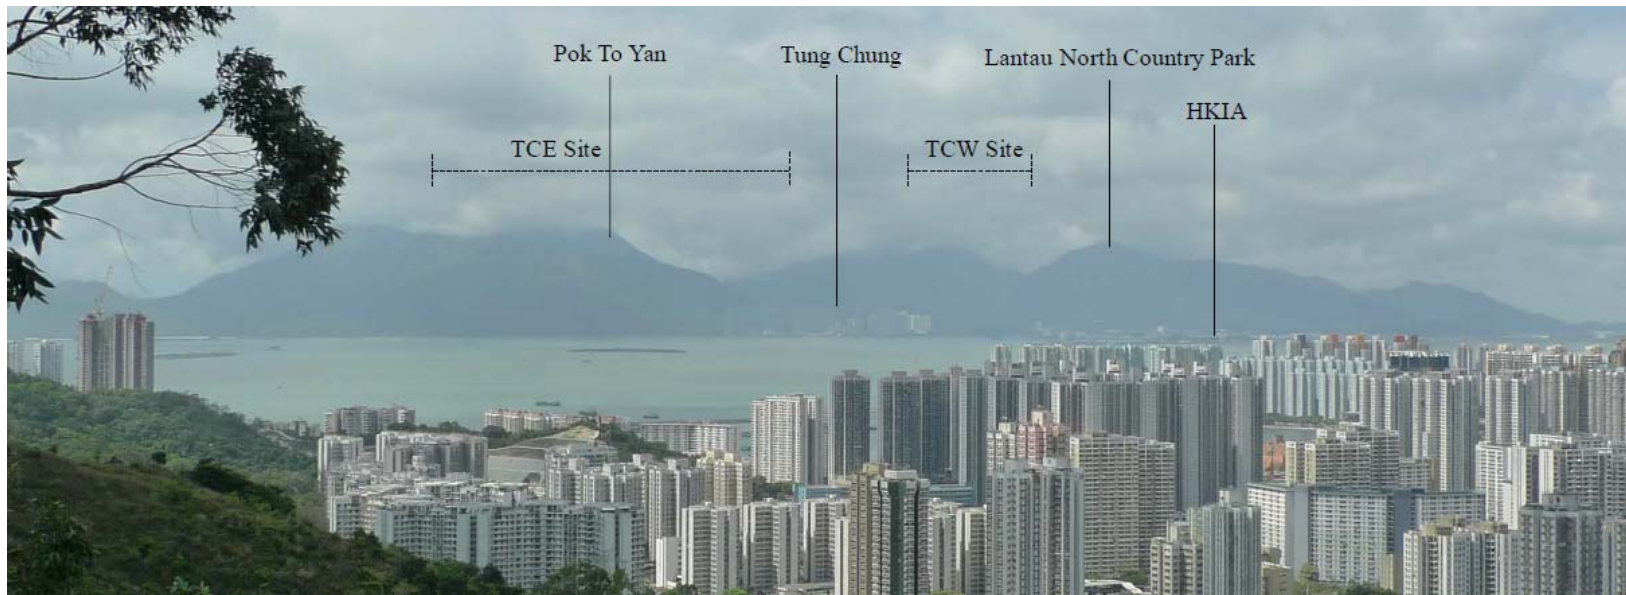 Pok To Yan
Tung Chung
Lantau North Country Park
HKIA
TCE Site
TCW Site